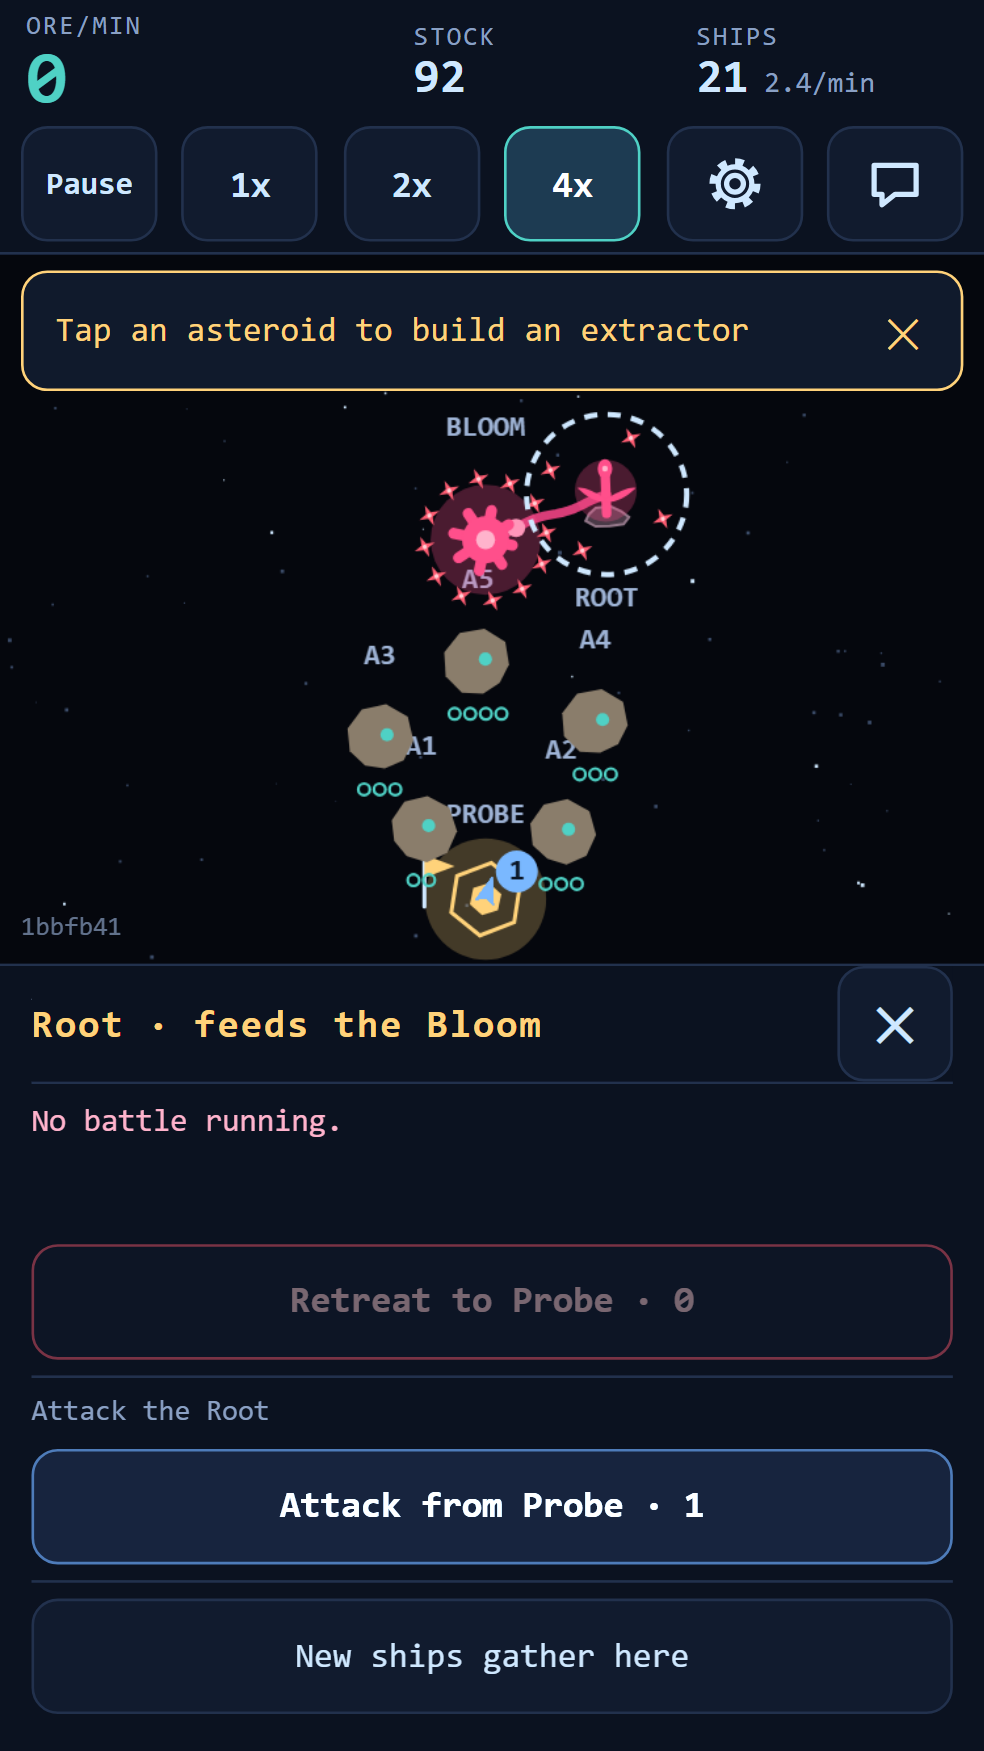 ORE/MIN
0
STOCK
92
SHIPS
21 2.4/min
Pause
1x
2x
4x
Tap an asteroid to build an extractor
BLOOM
A5
ROOT
A4
A3
A1
A2
PROBE
1
1bbfb41
Root · feeds the Bloom
No battle running.
Retreat to Probe · 0
Attack the Root
Attack from Probe · 1
New ships gather here